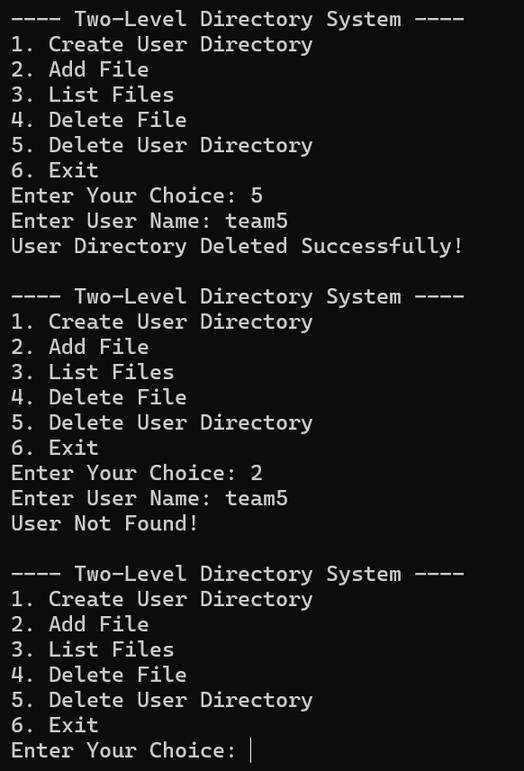 ---- Two-Level Directory System ----
1. Create User Directory
2. Add File
3. List Files
4. Delete File
5. Delete User Directory
6. Exit
Enter Your Choice: 5
Enter User Name: team5
User Directory Deleted Successfully!
---- Two-Level Directory System ----
1. Create User Directory
2. Add File
3. List Files
4. Delete File
5. Delete User Directory
6. Exit
Enter Your Choice: 2
Enter User Name: team5
User Not Found!
---- Two-Level Directory System ----
1. Create User Directory
2. Add File
3. List Files
4. Delete File
5. Delete User Directory
6. Exit
Enter Your Choice: